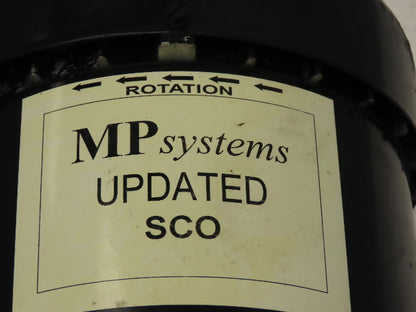 ROTATION
MP systems
UPDATED
SCO